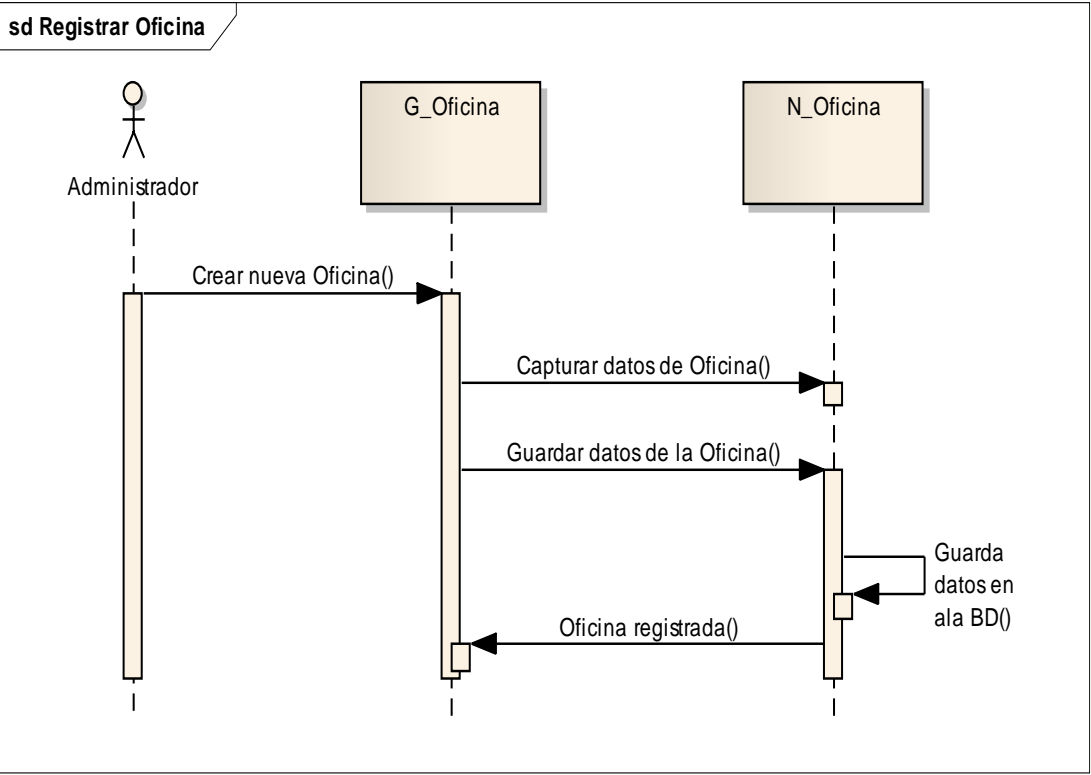 sd Registrar Oficina
Administrador
G_Oficina
N_Oficina
Crear nueva Oficina()
Capturar datos de Oficina()
Guardar datos de la Oficina()
Guarda
datos en
ala BD()
Oficina registrada()